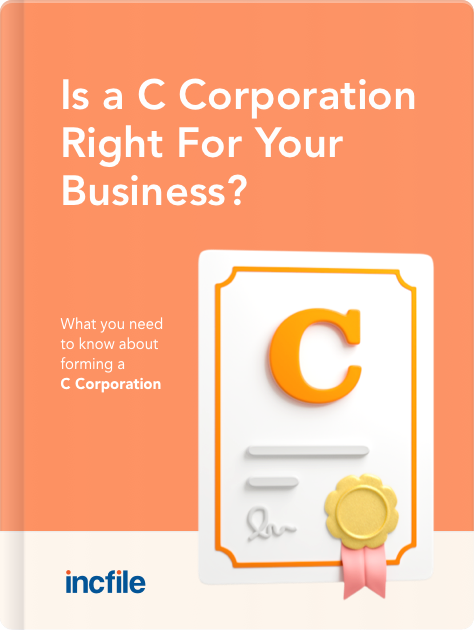 Is a C Corporation
Right For Your
Business?
What you need
to know about
forming a
C Corporation
C
incfile